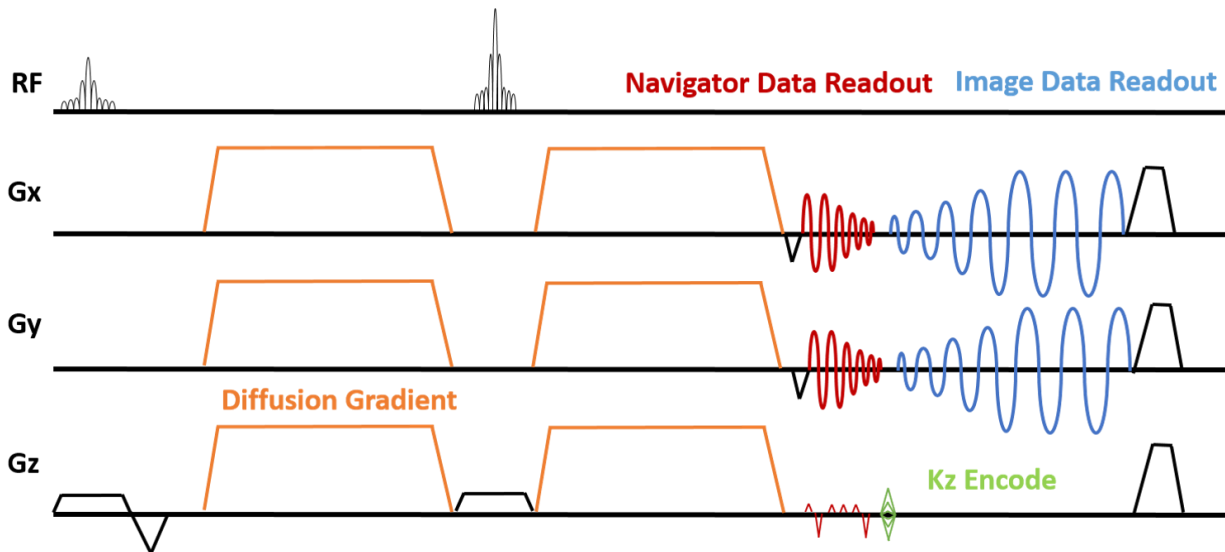 RF
Navigator Data Readout
Image Data Readout
Gx
Gy
Diffusion Gradient
Gz
Kz Encode